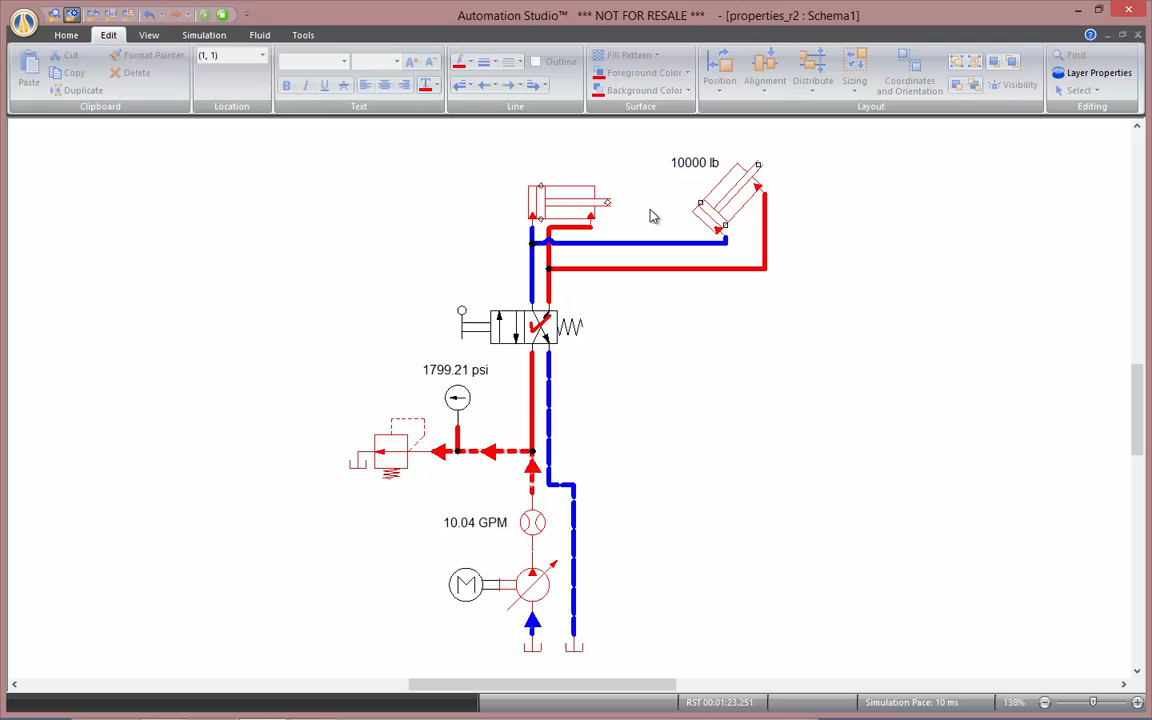 Automation Studio™ *** NOT FOR RESALE *** - [properties_r2 : Schema1]
Home Edit View Simulation Fluid Tools
Paste
Cut
Copy
Duplicate
Format Painter
Delete
Clipboard
(1, 1)
Location
B I U A
Text
Outline
Line
Fill Pattern
Foreground Color
Background Color
Surface
Position
Alignment
Distribute
Sizing
Coordinates and Orientation
Visibility
Layout
Find
Layer Properties
Select
Editing
10000 lb
1799.21 psi
10.04 GPM
M
RST 00:01:23.251
Simulation Pace: 10 ms
138%